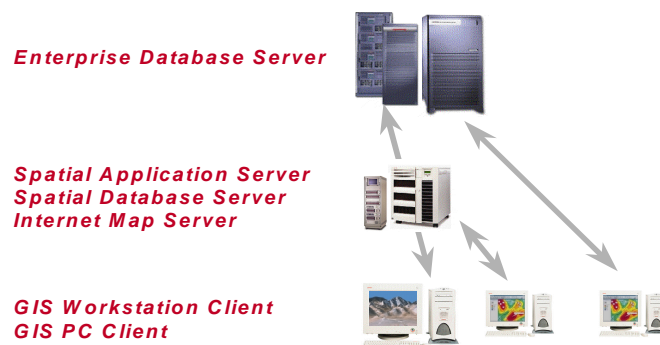 Enterprise Database Server
Spatial Application Server
Spatial Database Server
Internet Map Server
GIS Workstation Client
GIS PC Client